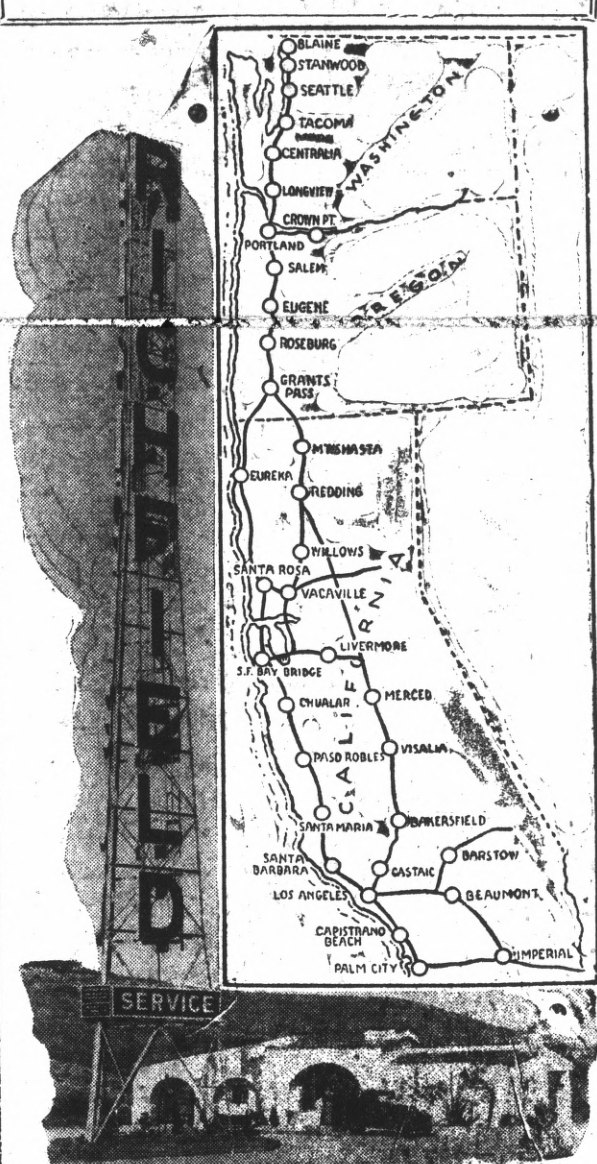 BLAINE
STANWOOD
SEATTLE
TACOMA
CENTRALIA
WASHINGTON
LONGVIEW
CROWN PT.
PORTLAND
SALEM
OREGON
EUGENE
ROSEBURG
GRANTS
PASS
MT. SHASTA
EUREKA
REDDING
WILLOWS
SANTA ROSA
VACAVILLE
CALIFORNIA
LIVERMORE
S.F. BAY BRIDGE
MERCED
CHUALAR
VISALIA
PASO ROBLES
SANTA MARIA
BAKERSFIELD
BARSTOW
SANTA
BARBARA
CASTAIC
LOS ANGELES
BEAUMONT
CAPISTRANO
BEACH
IMPERIAL
PALM CITY
RICHFIELD
SERVICE